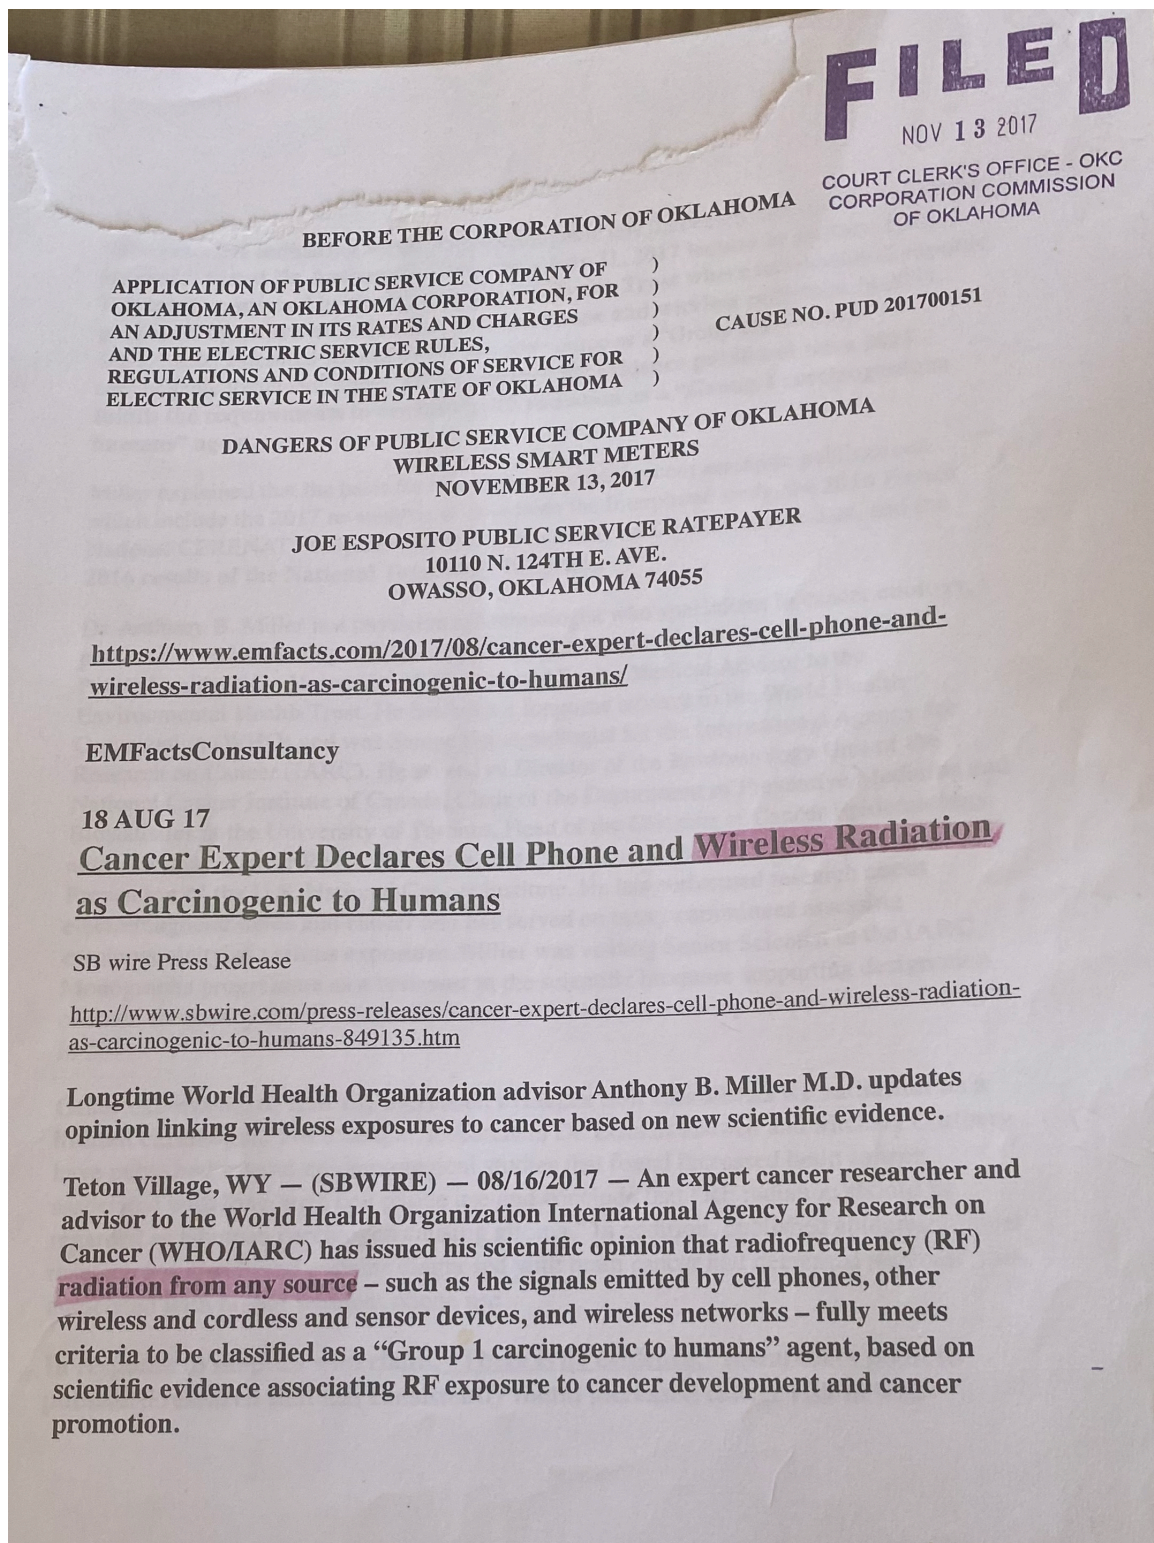 FILED
NOV 13 2017
COURT CLERK'S OFFICE - OKC
CORPORATION COMMISSION
OF OKLAHOMA
BEFORE THE CORPORATION OF OKLAHOMA
APPLICATION OF PUBLIC SERVICE COMPANY OF )
OKLAHOMA, AN OKLAHOMA CORPORATION, FOR )
AN ADJUSTMENT IN ITS RATES AND CHARGES ) CAUSE NO. PUD 201700151
AND THE ELECTRIC SERVICE RULES, )
REGULATIONS AND CONDITIONS OF SERVICE FOR )
ELECTRIC SERVICE IN THE STATE OF OKLAHOMA )
DANGERS OF PUBLIC SERVICE COMPANY OF OKLAHOMA
WIRELESS SMART METERS
NOVEMBER 13, 2017
JOE ESPOSITO PUBLIC SERVICE RATEPAYER
10110 N. 124TH E. AVE.
OWASSO, OKLAHOMA 74055
https://www.emfacts.com/2017/08/cancer-expert-declares-cell-phone-and-
wireless-radiation-as-carcinogenic-to-humans/
EMFactsConsultancy
18 AUG 17
Cancer Expert Declares Cell Phone and Wireless Radiation
as Carcinogenic to Humans
SB wire Press Release
http://www.sbwire.com/press-releases/cancer-expert-declares-cell-phone-and-wireless-radiation-
as-carcinogenic-to-humans-849135.htm
Longtime World Health Organization advisor Anthony B. Miller M.D. updates
opinion linking wireless exposures to cancer based on new scientific evidence.
Teton Village, WY — (SBWIRE) — 08/16/2017 — An expert cancer researcher and
advisor to the World Health Organization International Agency for Research on
Cancer (WHO/IARC) has issued his scientific opinion that radiofrequency (RF)
radiation from any source – such as the signals emitted by cell phones, other
wireless and cordless and sensor devices, and wireless networks – fully meets
criteria to be classified as a “Group 1 carcinogenic to humans” agent, based on
scientific evidence associating RF exposure to cancer development and cancer
promotion.